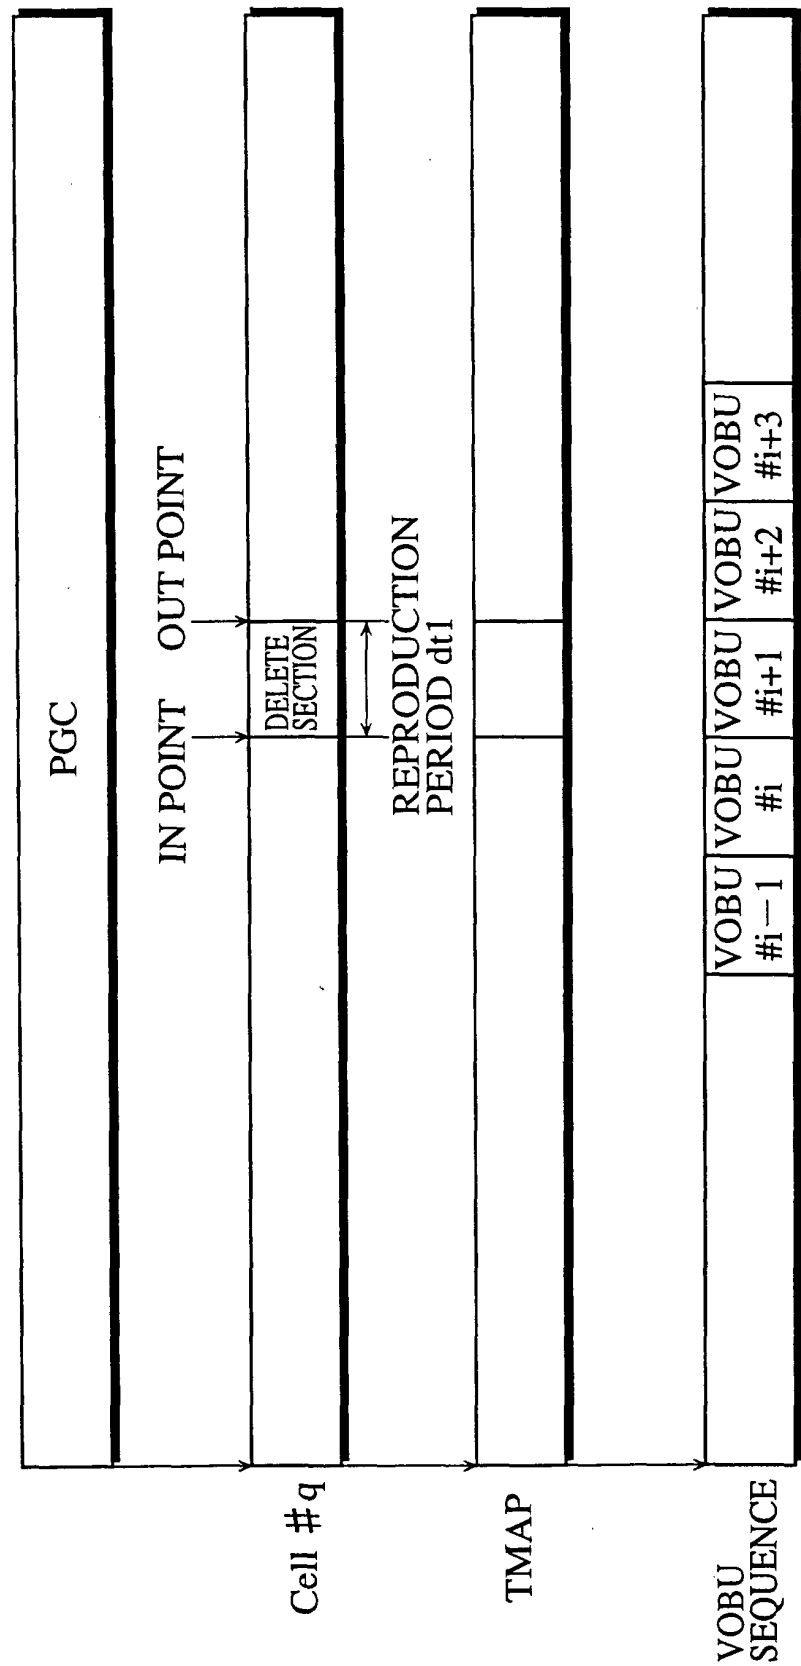 PGC
IN POINT
OUT POINT
Cell #q
DELETE
SECTION
REPRODUCTION
PERIOD dt1
TMAP
VOBU
SEQUENCE
VOBU
#i−1
VOBU
#i
VOBU
#i+1
VOBU
#i+2
VOBU
#i+3